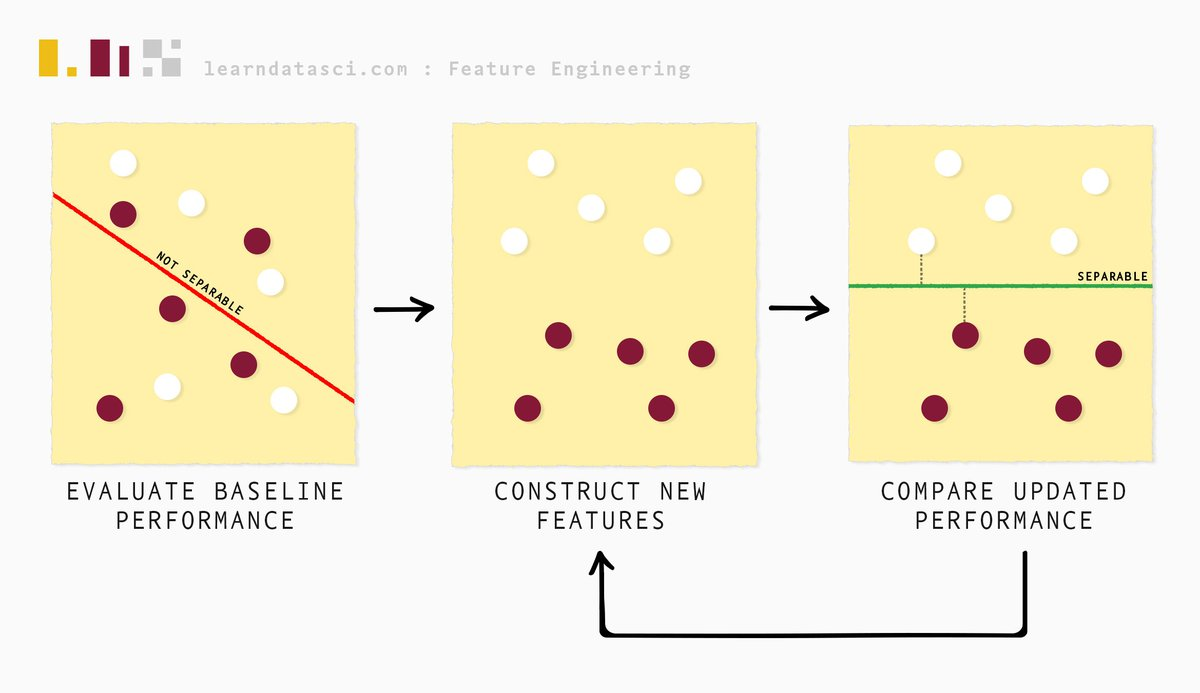 learndatasci.com : Feature Engineering
NOT SEPARABLE
SEPARABLE
EVALUATE BASELINE
PERFORMANCE
CONSTRUCT NEW
FEATURES
COMPARE UPDATED
PERFORMANCE